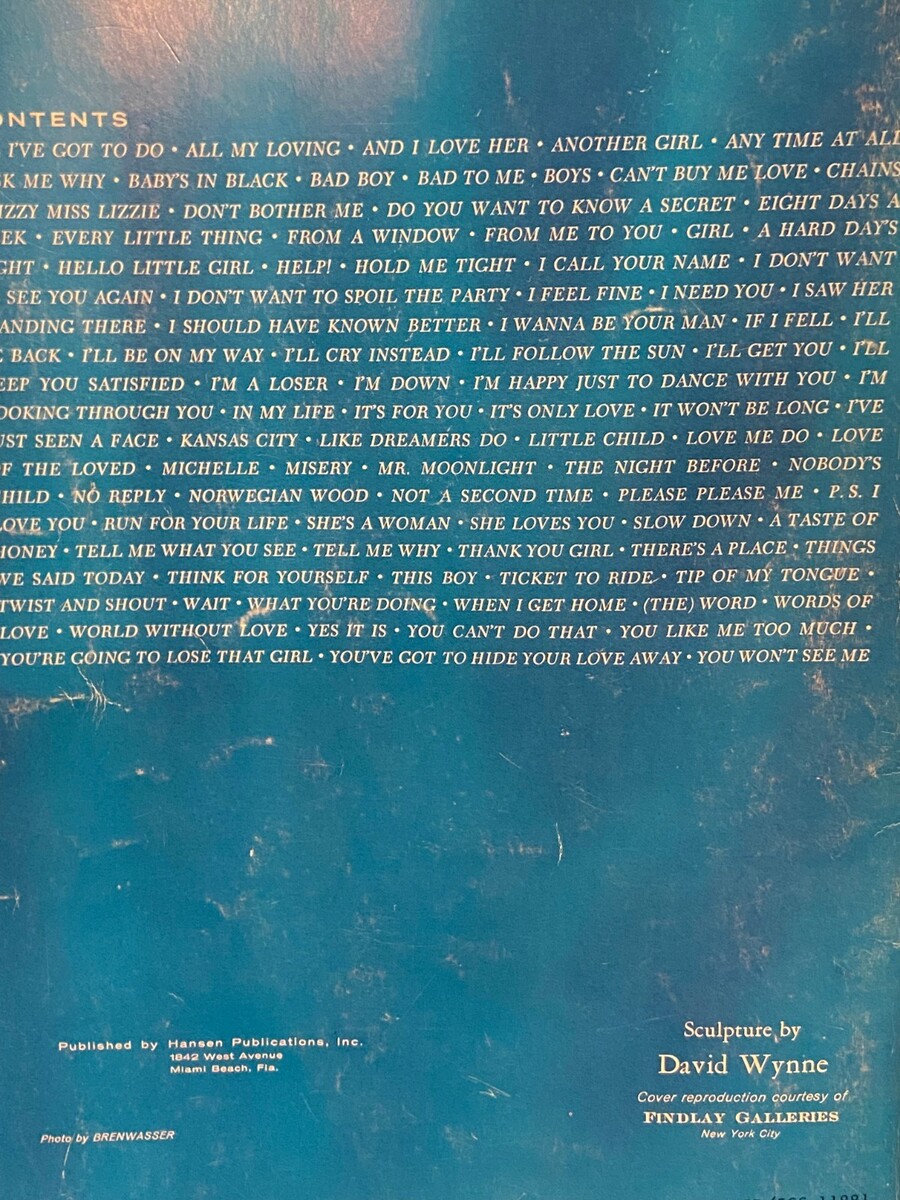 ONTENTS
I'VE GOT TO DO • ALL MY LOVING • AND I LOVE HER • ANOTHER GIRL • ANY TIME AT ALL
SK ME WHY • BABY'S IN BLACK • BAD BOY • BAD TO ME • BOYS • CAN'T BUY ME LOVE • CHAINS
IZZY MISS LIZZIE • DON'T BOTHER ME • DO YOU WANT TO KNOW A SECRET • EIGHT DAYS A
EEK • EVERY LITTLE THING • FROM A WINDOW • FROM ME TO YOU • GIRL • A HARD DAY'S
GHT • HELLO LITTLE GIRL • HELP! • HOLD ME TIGHT • I CALL YOUR NAME • I DON'T WANT
SEE YOU AGAIN • I DON'T WANT TO SPOIL THE PARTY • I FEEL FINE • I NEED YOU • I SAW HER
ANDING THERE • I SHOULD HAVE KNOWN BETTER • I WANNA BE YOUR MAN • IF I FELL • I'LL
E BACK • I'LL BE ON MY WAY • I'LL CRY INSTEAD • I'LL FOLLOW THE SUN • I'LL GET YOU • I'LL
EEP YOU SATISFIED • I'M A LOSER • I'M DOWN • I'M HAPPY JUST TO DANCE WITH YOU • I'M
OOKING THROUGH YOU • IN MY LIFE • IT'S FOR YOU • IT'S ONLY LOVE • IT WON'T BE LONG • I'VE
UST SEEN A FACE • KANSAS CITY • LIKE DREAMERS DO • LITTLE CHILD • LOVE ME DO • LOVE
F THE LOVED • MICHELLE • MISERY • MR. MOONLIGHT • THE NIGHT BEFORE • NOBODY'S
HILD • NO REPLY • NORWEGIAN WOOD • NOT A SECOND TIME • PLEASE PLEASE ME • P.S. I
LOVE YOU • RUN FOR YOUR LIFE • SHE'S A WOMAN • SHE LOVES YOU • SLOW DOWN • A TASTE OF
HONEY • TELL ME WHAT YOU SEE • TELL ME WHY • THANK YOU GIRL • THERE'S A PLACE • THINGS
WE SAID TODAY • THINK FOR YOURSELF • THIS BOY • TICKET TO RIDE • TIP OF MY TONGUE •
TWIST AND SHOUT • WAIT • WHAT YOU'RE DOING • WHEN I GET HOME • (THE) WORD • WORDS OF
LOVE • WORLD WITHOUT LOVE • YES IT IS • YOU CAN'T DO THAT • YOU LIKE ME TOO MUCH •
YOU'RE GOING TO LOSE THAT GIRL • YOU'VE GOT TO HIDE YOUR LOVE AWAY • YOU WON'T SEE ME
Published by Hansen Publications, Inc.
1842 West Avenue
Miami Beach, Fla.
Photo by BRENWASSER
Sculpture by
David Wynne
Cover reproduction courtesy of
FINDLAY GALLERIES
New York City